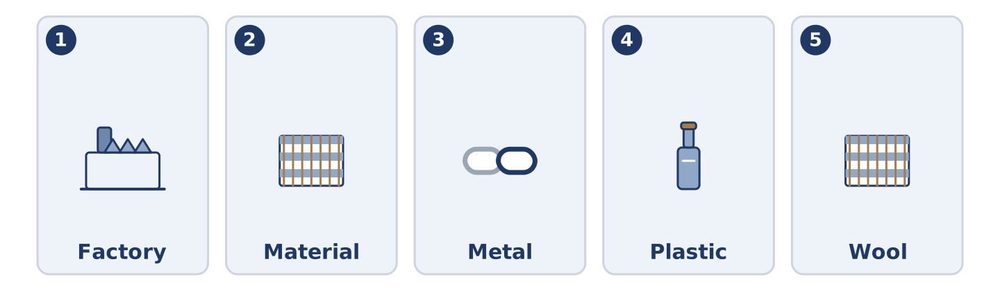 1
2
3
4
5
Factory
Material
Metal
Plastic
Wool